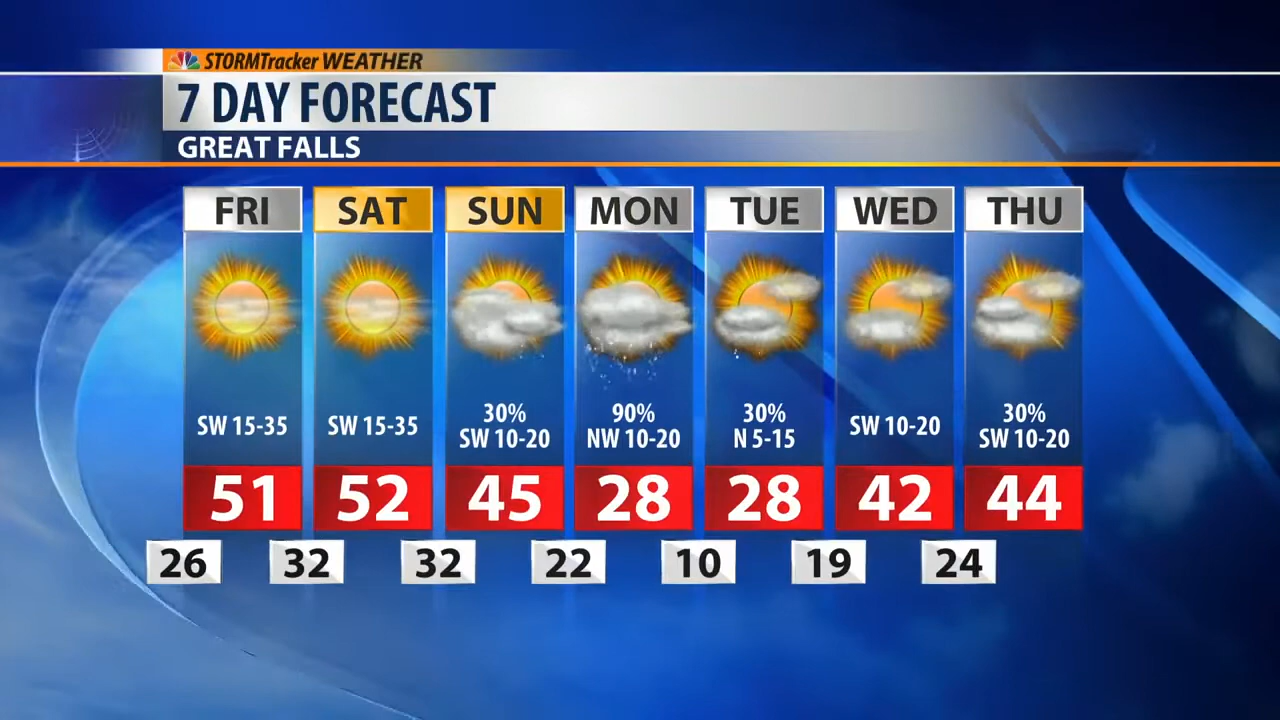 STORMTracker WEATHER
7 DAY FORECAST
GREAT FALLS
FRI SAT SUN MON TUE WED THU
SW 15-35 SW 15-35 30% SW 10-20 90% NW 10-20 30% N 5-15 SW 10-20 30% SW 10-20
51 52 45 28 28 42 44
26 32 32 22 10 19 24